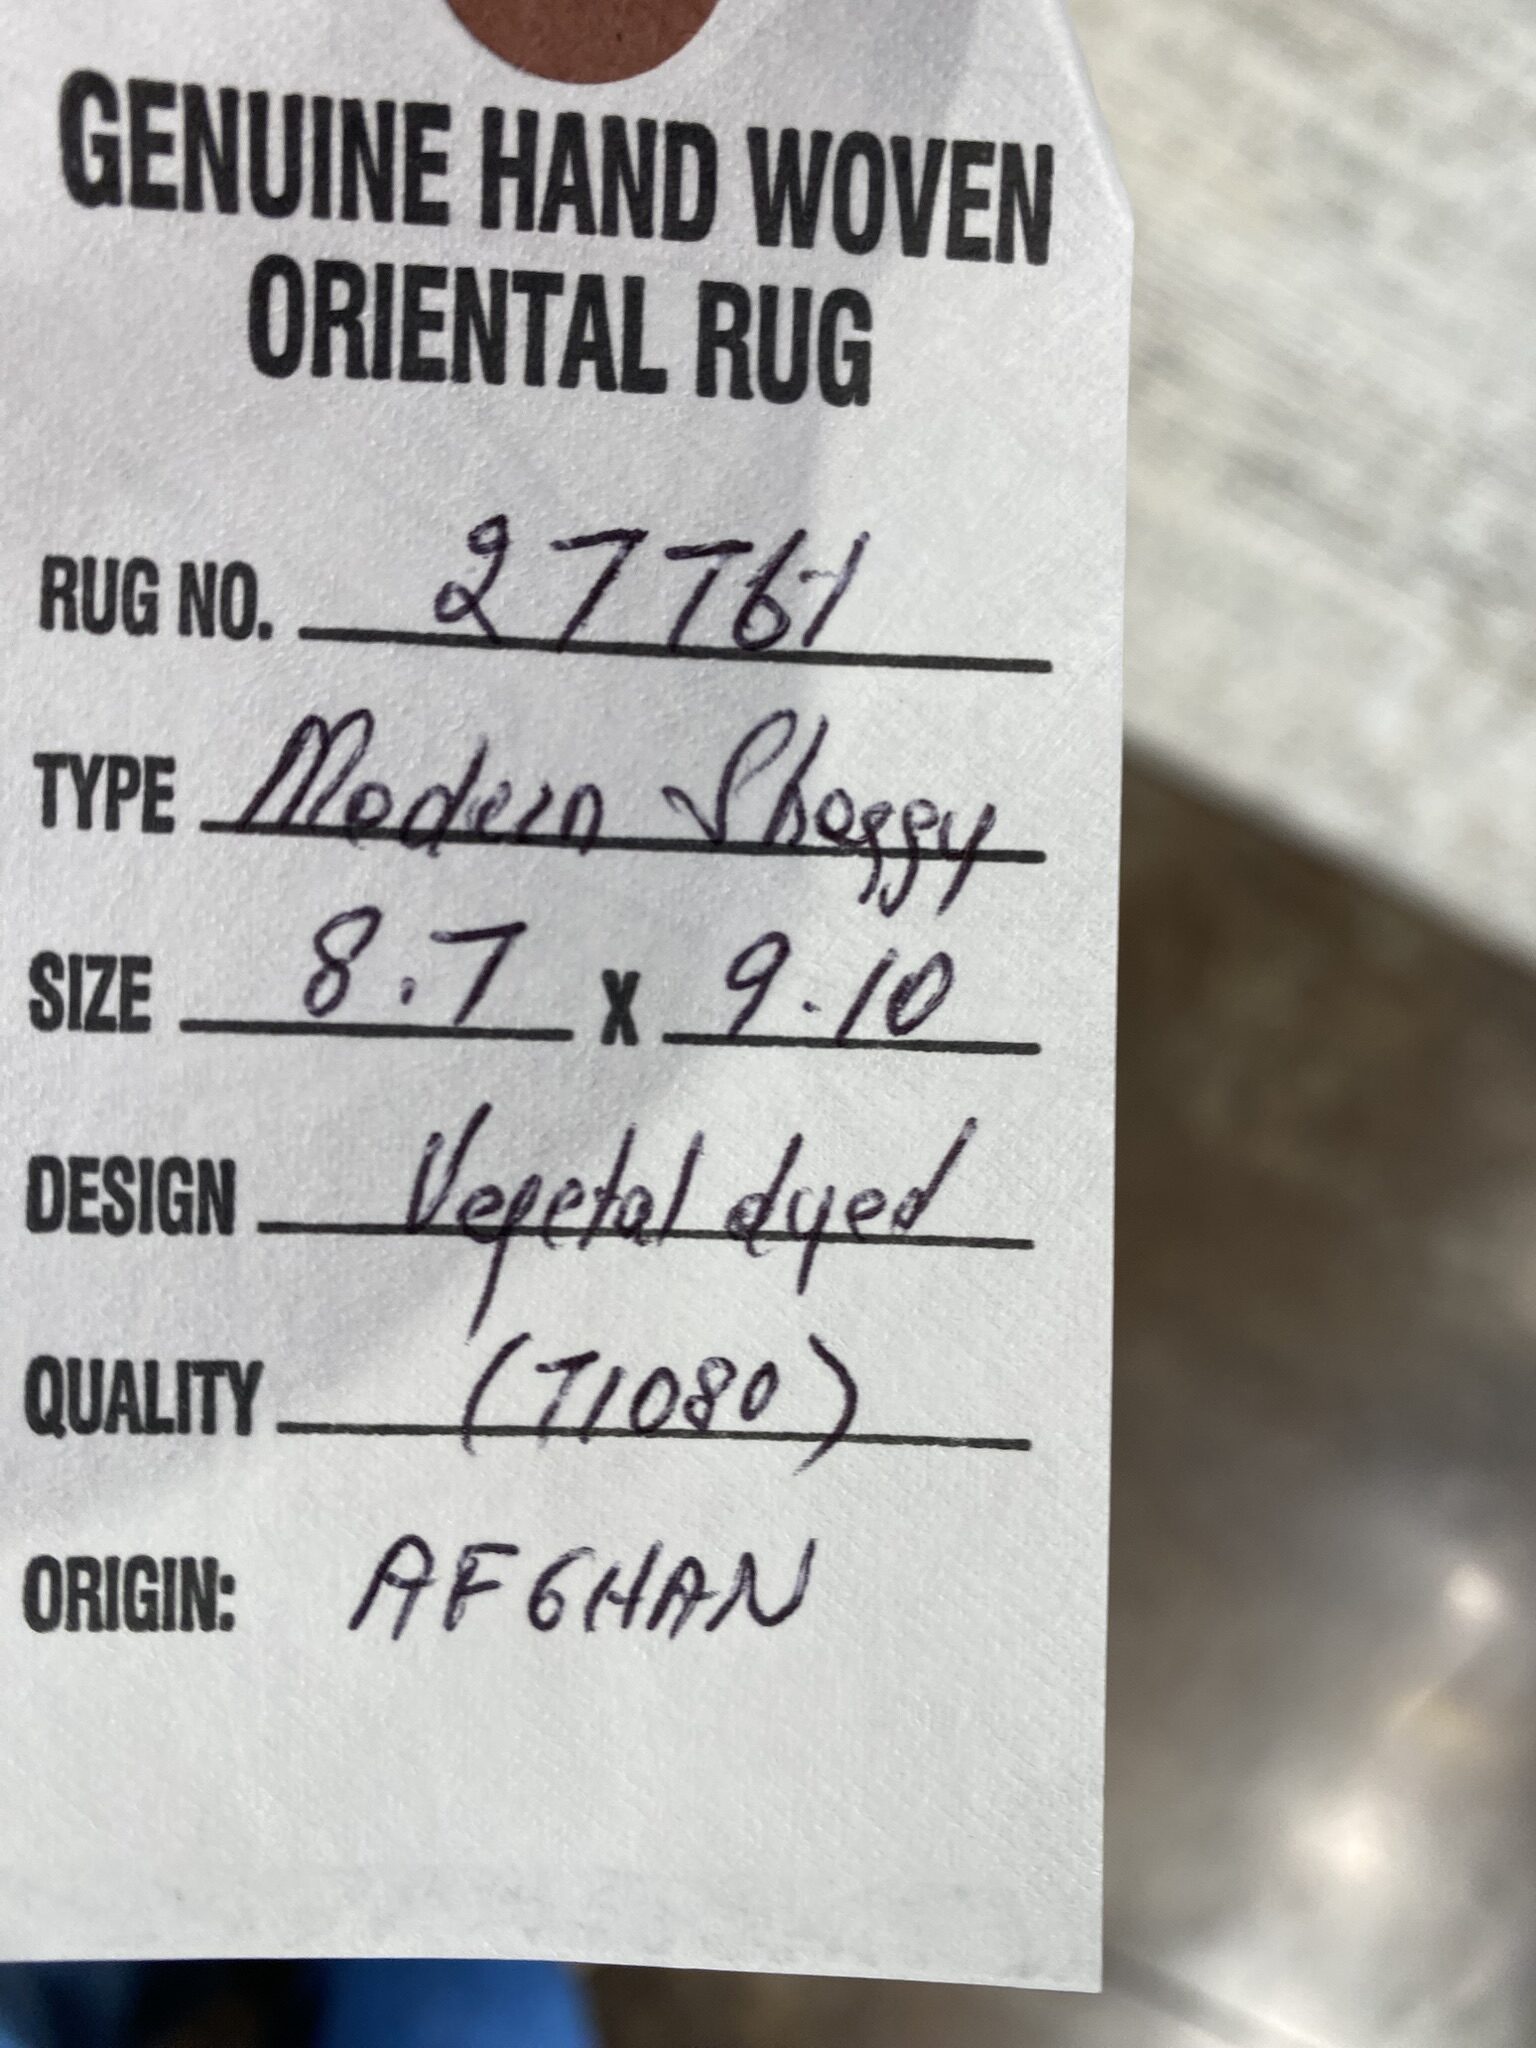 GENUINE HAND WOVEN
ORIENTAL RUG
RUG NO. 27761
TYPE Modern Shaggy
SIZE 8.7 x 9.10
DESIGN Vegetal dyed
QUALITY (T1080)
ORIGIN: AFGHAN